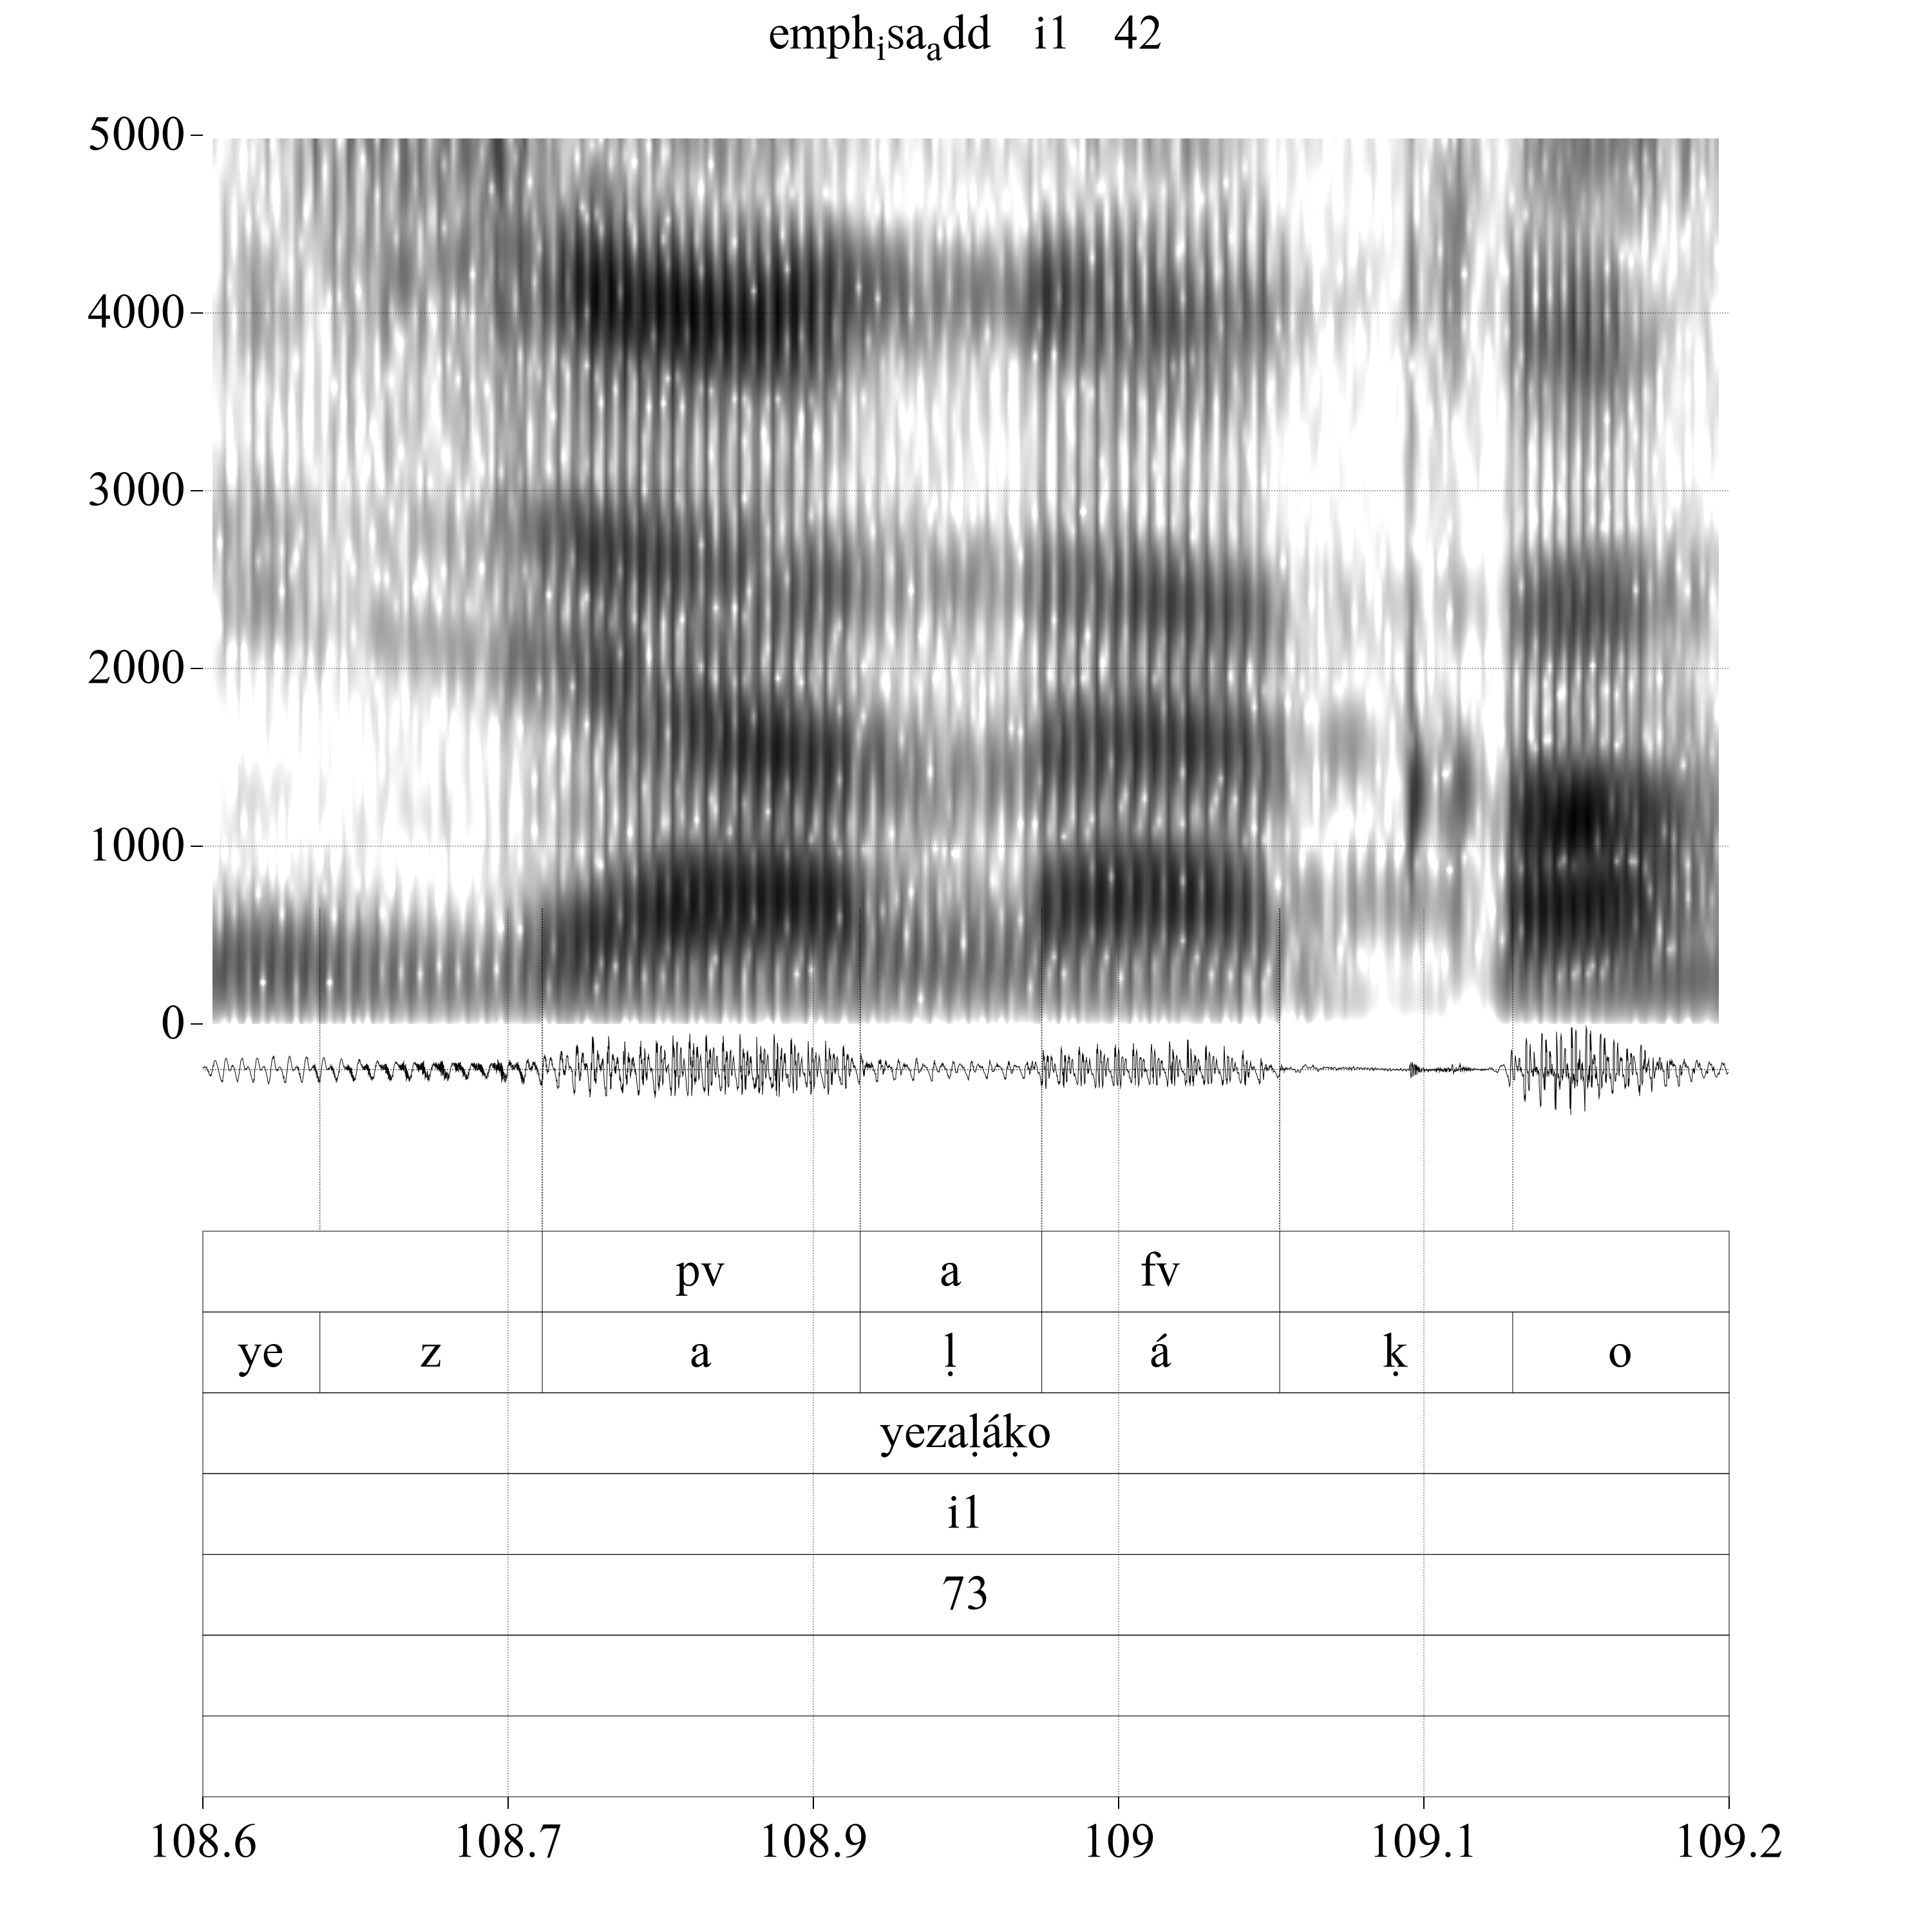 emphisaadd i1 42
5000
4000
3000
2000
1000
0
pv a fv
ye z a ḷ á ḳ o
yezaḷáḳo
i1
73
108.6 108.7 108.9 109 109.1 109.2